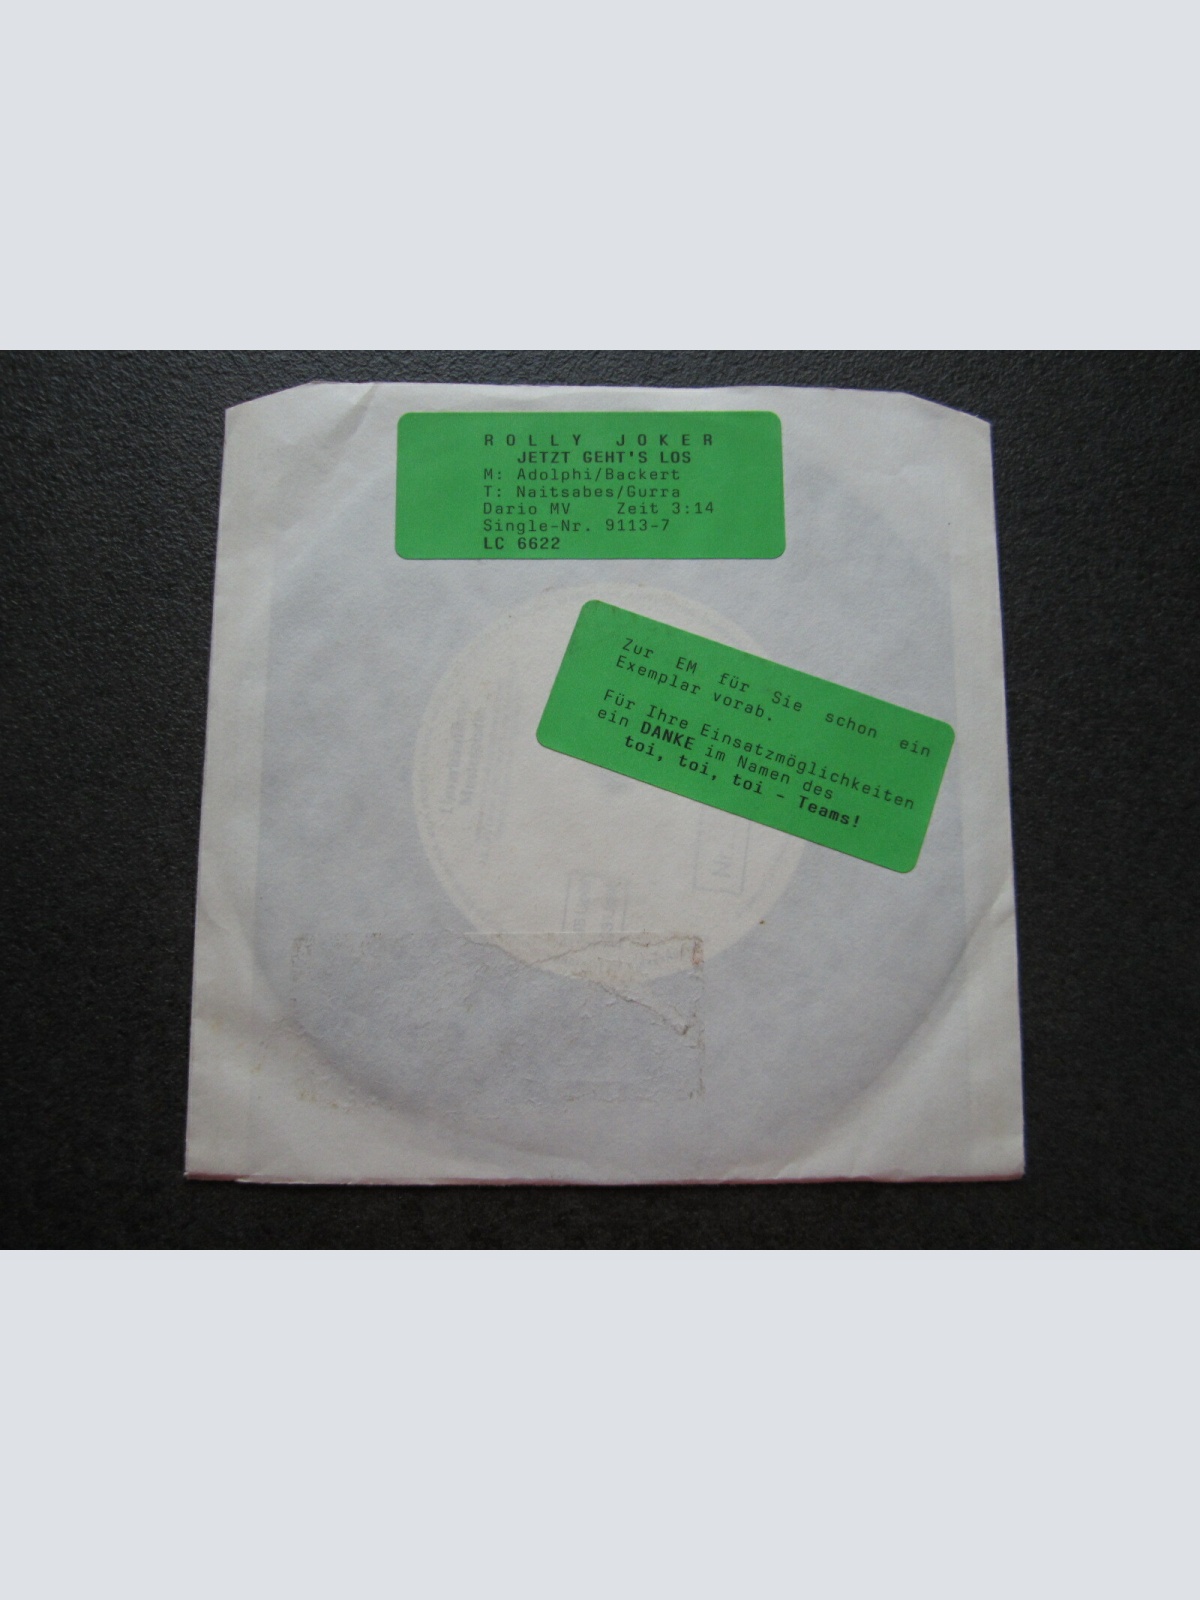 ROLLY JOKER
JETZT GEHT'S LOS
M: Adolphi/Backert
T: Naitsabes/Gurra
Dario MV Zeit 3:14
Single-Nr. 9113-7
LC 6622
Zur EM für Sie schon ein
Exemplar vorab.
Für Ihre Einsatzmöglichkeiten
ein DANKE im Namen des
toi, toi, toi - Teams!